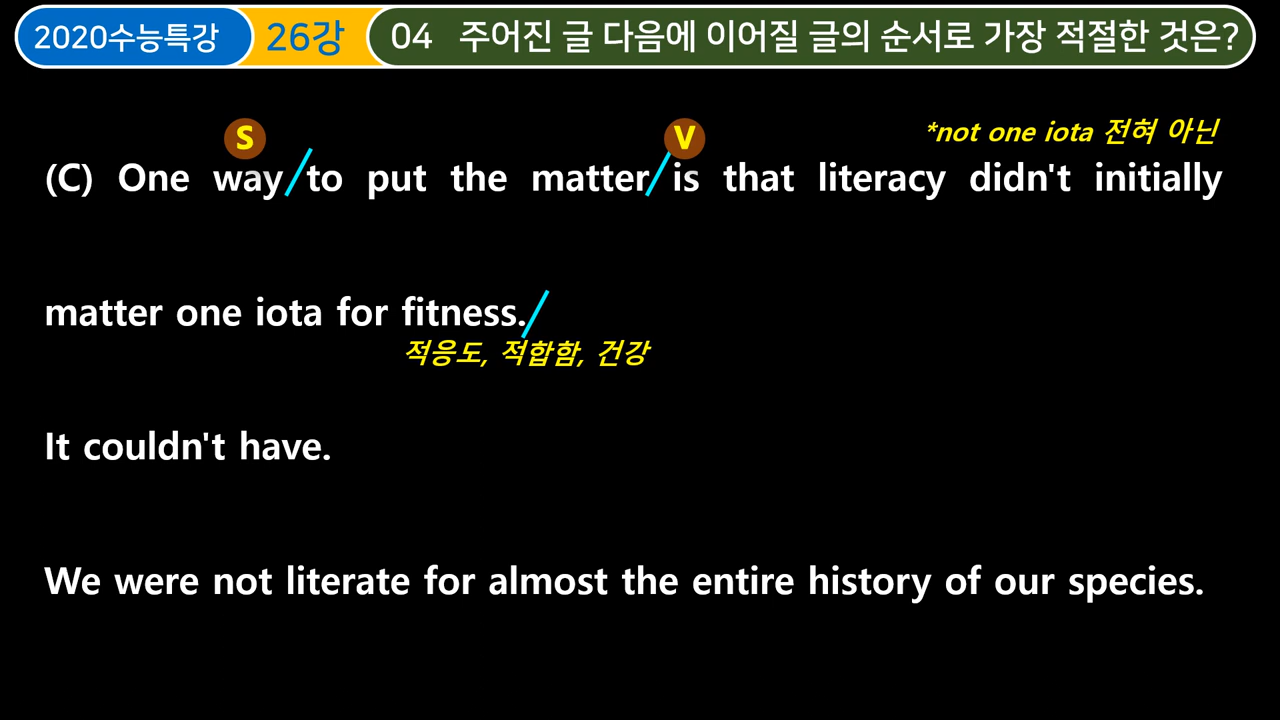 2020수능특강 26강 04 주어진 글 다음에 이어질 글의 순서로 가장 적절한 것은?
*not one iota 전혀 아닌
S V
(C) One way to put the matter is that literacy didn't initially
matter one iota for fitness.
적응도, 적합함, 건강
It couldn't have.
We were not literate for almost the entire history of our species.